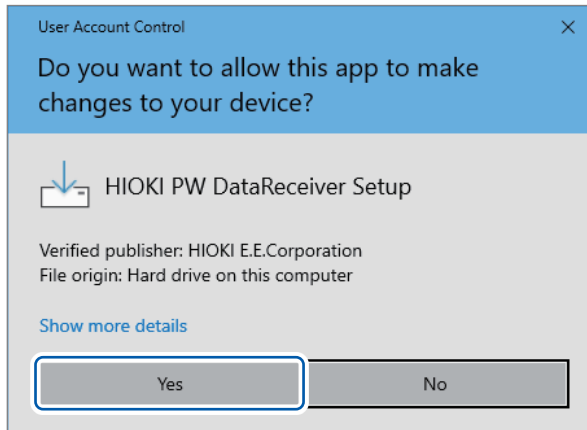 User Account Control
Do you want to allow this app to make
changes to your device?
HIOKI PW DataReceiver Setup
Verified publisher: HIOKI E.E.Corporation
File origin: Hard drive on this computer
Show more details
Yes
No